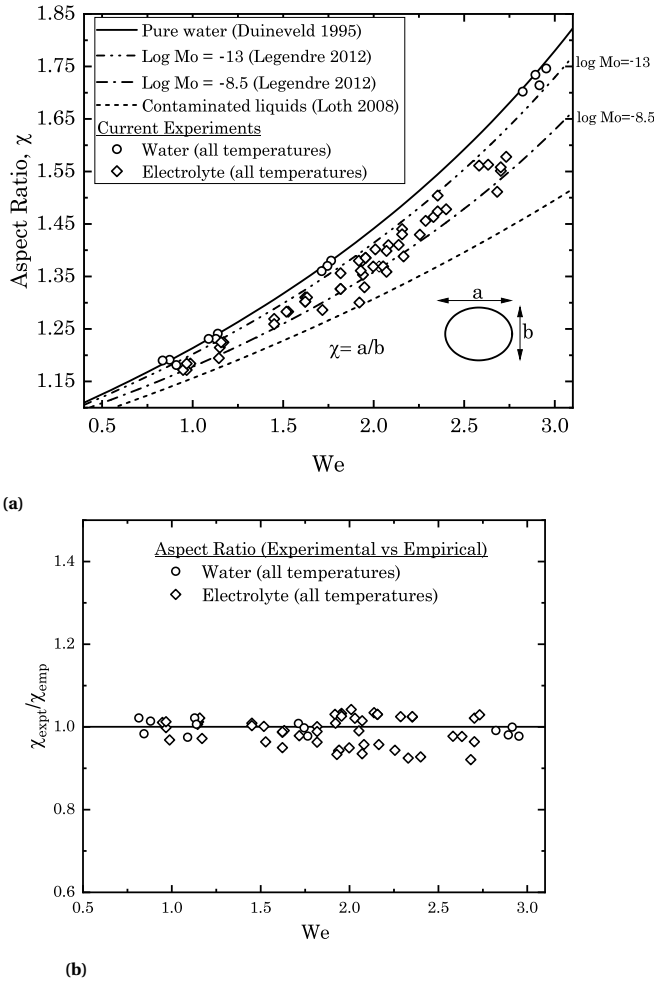 1.85
1.75
1.65
1.55
1.45
1.35
1.25
1.15
Aspect Ratio, χ
Pure water (Duineveld 1995)
Log Mo = -13 (Legendre 2012)
Log Mo = -8.5 (Legendre 2012)
Contaminated liquids (Loth 2008)
Current Experiments
Water (all temperatures)
Electrolyte (all temperatures)
log Mo=-13
log Mo=-8.5
a
b
χ= a/b
0.5 1.0 1.5 2.0 2.5 3.0
We
(a)
1.4
1.2
1.0
0.8
0.6
χexpt/χemp
Aspect Ratio (Experimental vs Empirical)
Water (all temperatures)
Electrolyte (all temperatures)
0.5 1.0 1.5 2.0 2.5 3.0
We
(b)